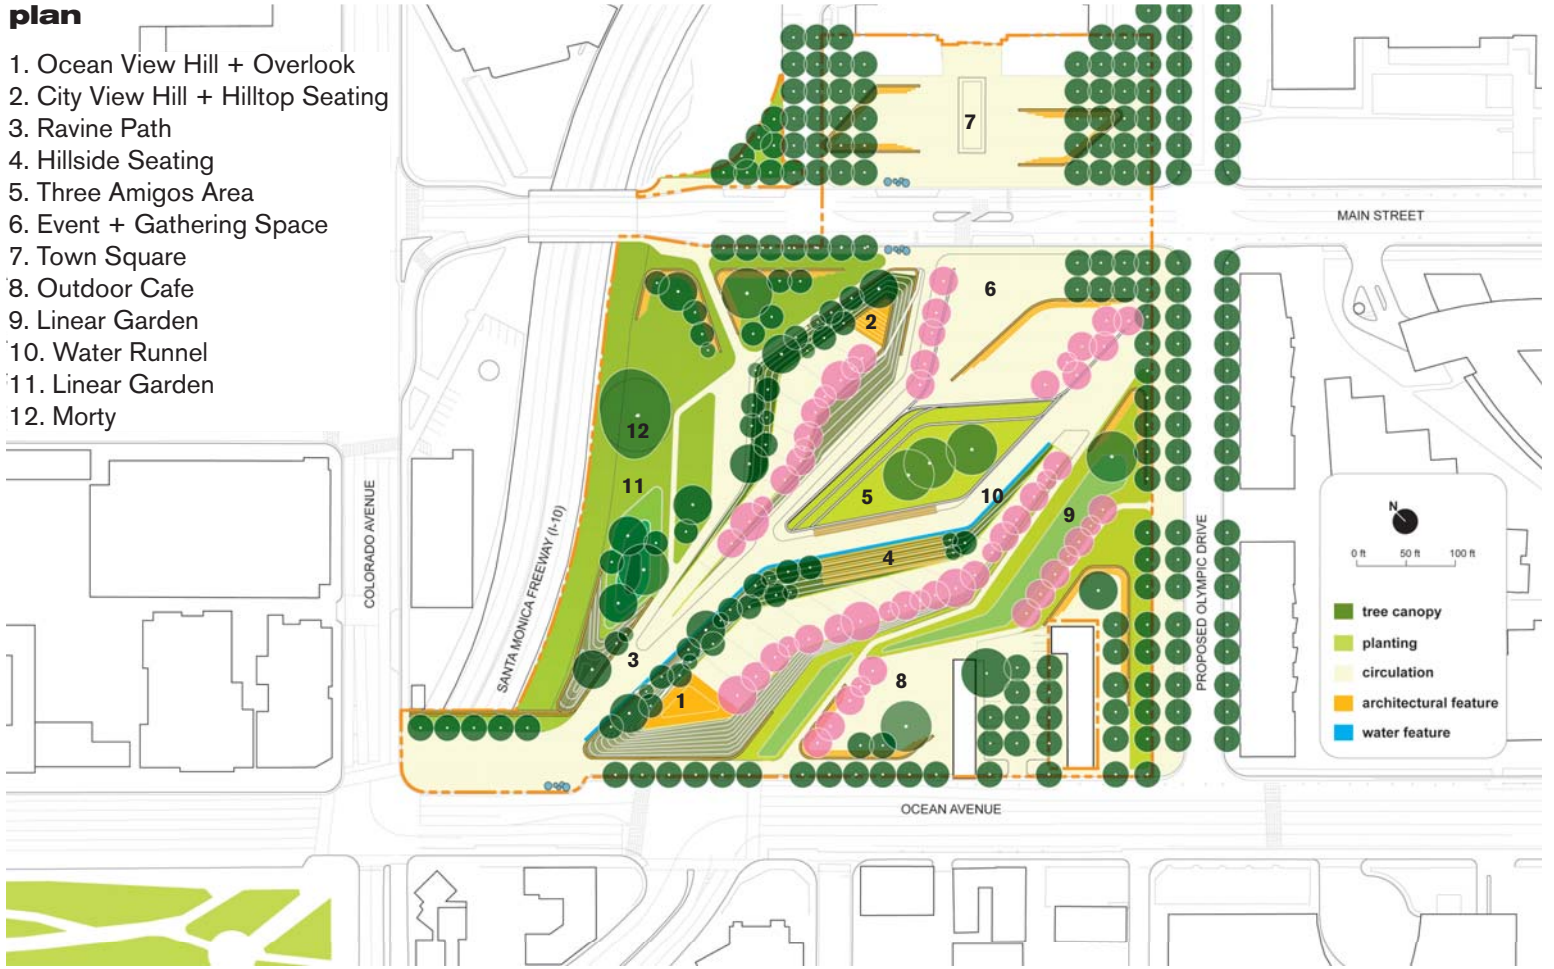 plan
1. Ocean View Hill + Overlook
2. City View Hill + Hilltop Seating
3. Ravine Path
4. Hillside Seating
5. Three Amigos Area
6. Event + Gathering Space
7. Town Square
8. Outdoor Cafe
9. Linear Garden
10. Water Runnel
11. Linear Garden
12. Morty
7
MAIN STREET
6
2
12
11
5
10
9
4
3
1
8
COLORADO AVENUE
SANTA MONICA FREEWAY (I-10)
PROPOSED OLYMPIC DRIVE
OCEAN AVENUE
N
0 ft 50 ft 100 ft
tree canopy
planting
circulation
architectural feature
water feature